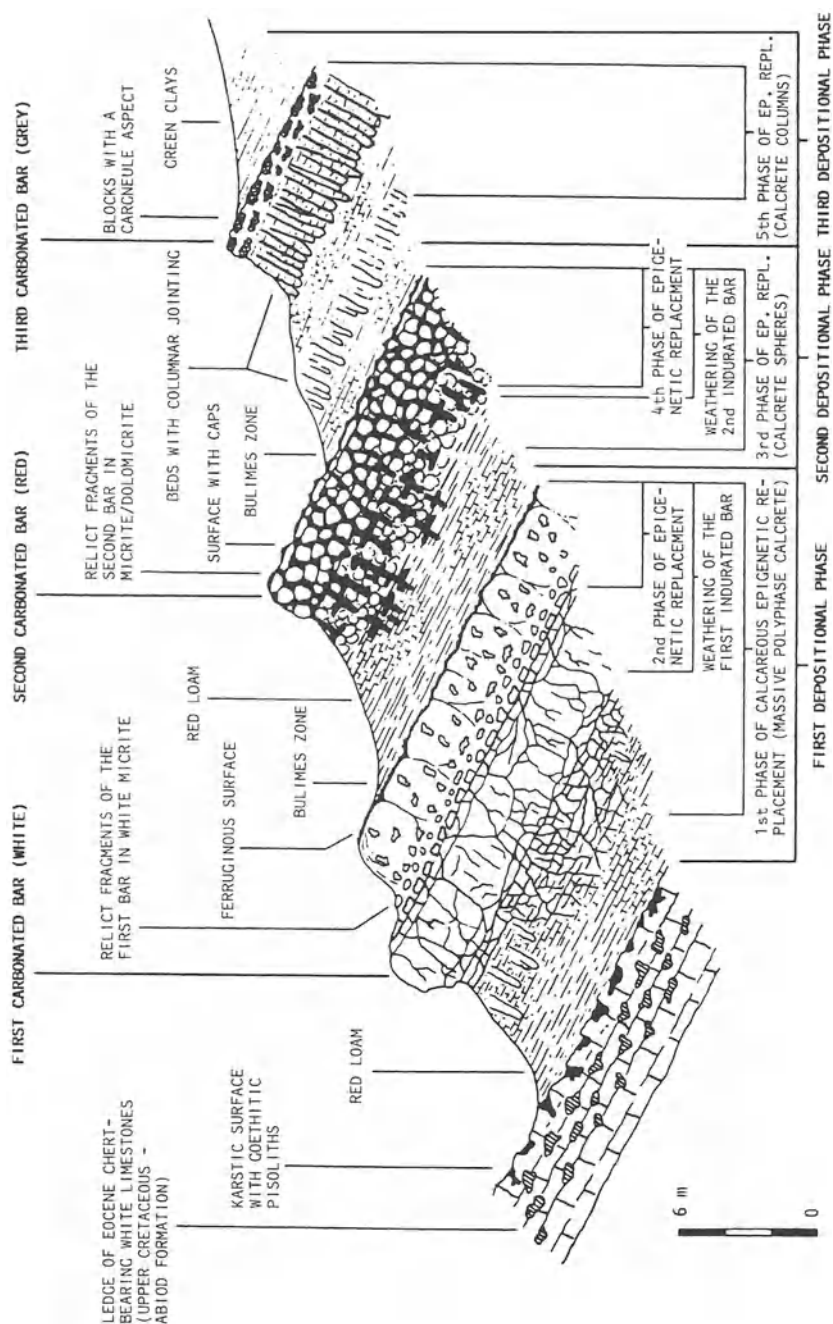 FIRST CARBONATED BAR (WHITE)
SECOND CARBONATED BAR (RED)
THIRD CARBONATED BAR (GREY)
LEDGE OF EOCENE CHERT-
BEARING WHITE LIMESTONES
(UPPER CRETACEOUS -
ABIOD FORMATION)
KARSTIC SURFACE
WITH GOETHITIC
PISOLITHS
RED LOAM
RELICT FRAGMENTS OF THE
FIRST BAR IN WHITE MICRITE
FERRUGINOUS SURFACE
BULIMES ZONE
RED LOAM
RELICT FRAGMENTS OF THE
SECOND BAR IN
MICRITE/DOLOMICRITE
SURFACE WITH CAPS
BULIMES ZONE
BEDS WITH COLUMNAR JOINTING
BLOCKS WITH A
CARGNEULE ASPECT
GREEN CLAYS
6 m
0
2nd PHASE OF EPIGE-
NETIC REPLACEMENT
WEATHERING OF THE
FIRST INDURATED BAR
1st PHASE OF CALCAREOUS EPIGENETIC RE-
PLACEMENT (MASSIVE POLYPHASE CALCRETE)
4th PHASE OF EPIGE-
NETIC REPLACEMENT
WEATHERING OF THE
2nd INDURATED BAR
3rd PHASE OF EP. REPL.
(CALCRETE SPHERES)
5th PHASE OF EP. REPL.
(CALCRETE COLUMNS)
FIRST DEPOSITIONAL PHASE
SECOND DEPOSITIONAL PHASE
THIRD DEPOSITIONAL PHASE